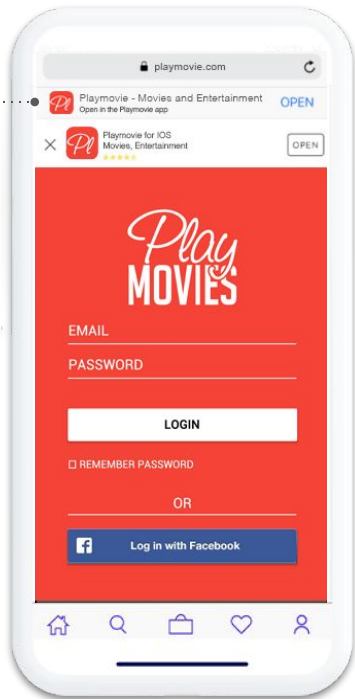 playmovie.com
Pl
Playmovie - Movies and Entertainment
Open in the Playmovie app
OPEN
Pl
Playmovie for IOS
Movies, Entertainment
OPEN
Play
MOVIES
EMAIL
PASSWORD
LOGIN
REMEMBER PASSWORD
OR
f
Log in with Facebook